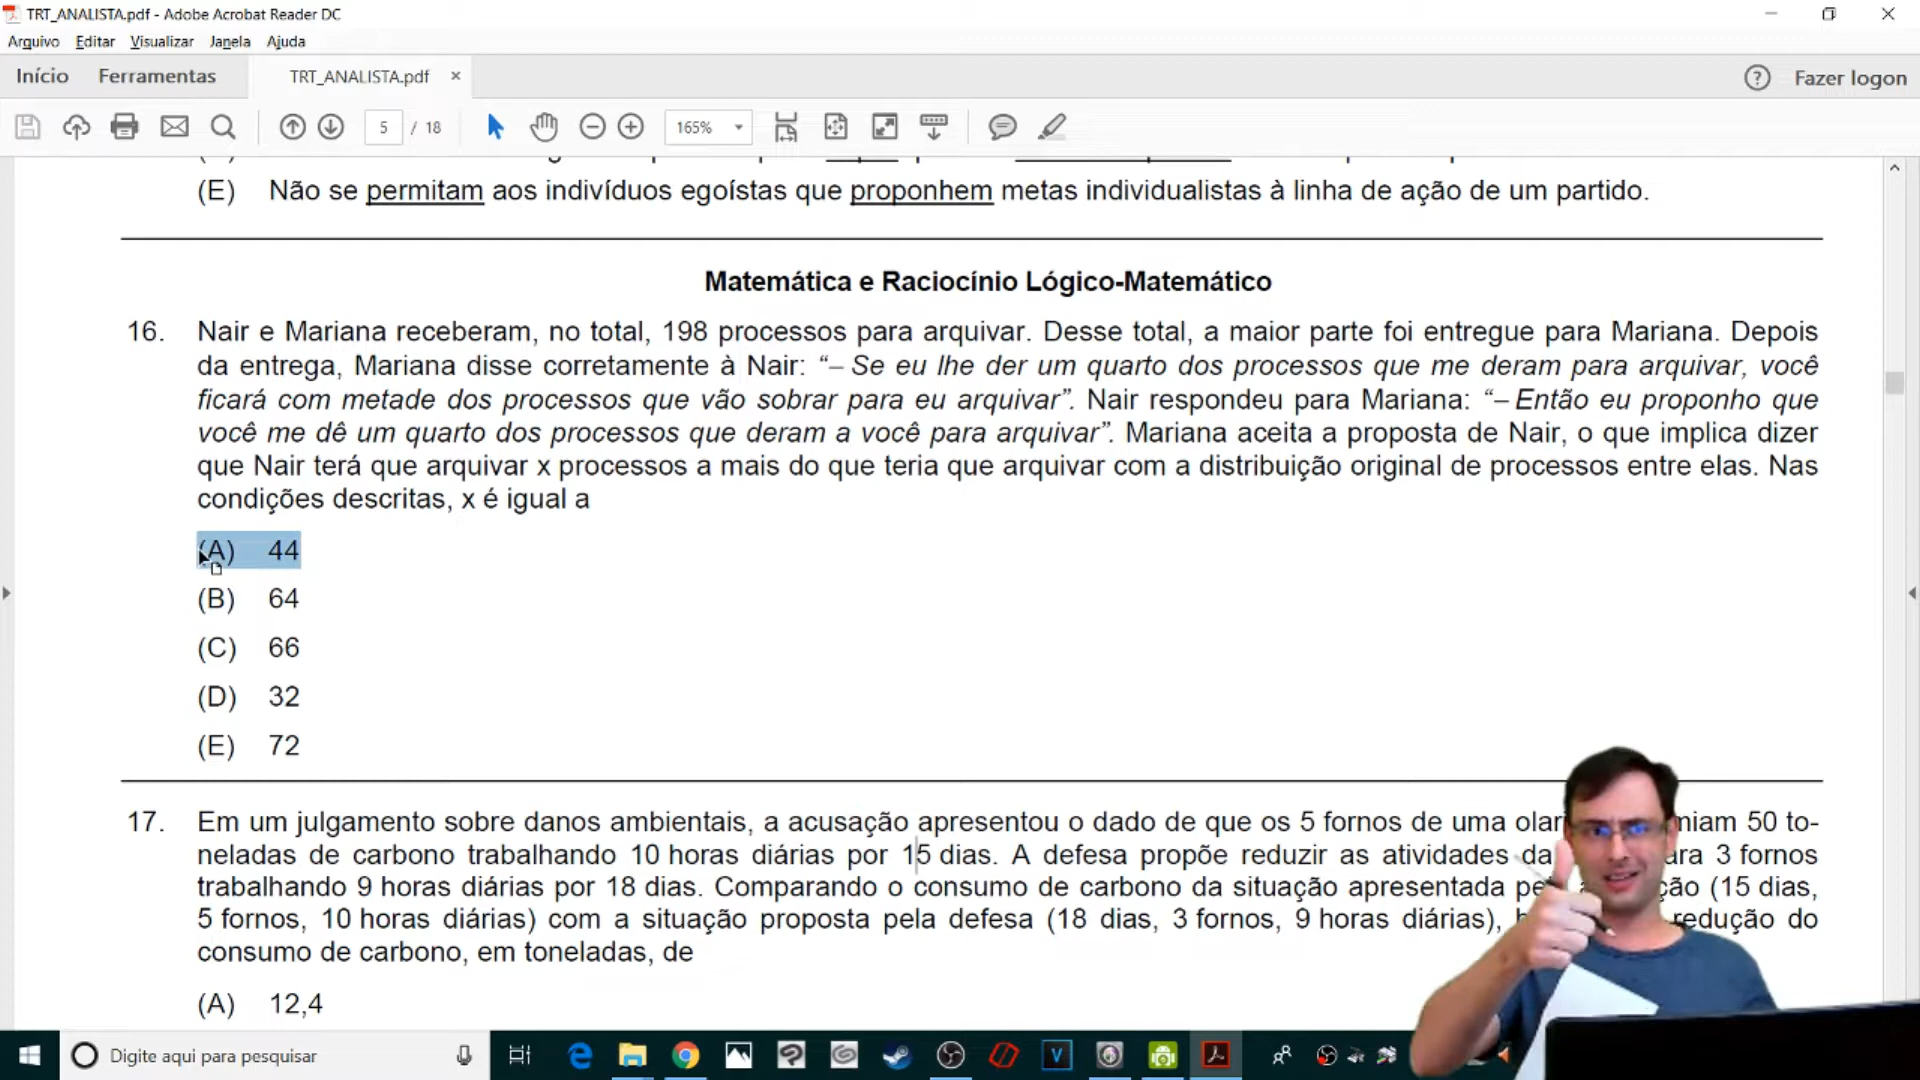 TRT_ANALISTA.pdf - Adobe Acrobat Reader DC
Arquivo Editar Visualizar Janela Ajuda
Início Ferramentas TRT_ANALISTA.pdf × Fazer logon
5 / 18 165%
(E) Não se permitam aos indivíduos egoístas que proponhem metas individualistas à linha de ação de um partido.
Matemática e Raciocínio Lógico-Matemático
16. Nair e Mariana receberam, no total, 198 processos para arquivar. Desse total, a maior parte foi entregue para Mariana. Depois
da entrega, Mariana disse corretamente à Nair: “– Se eu lhe der um quarto dos processos que me deram para arquivar, você
ficará com metade dos processos que vão sobrar para eu arquivar”. Nair respondeu para Mariana: “– Então eu proponho que
você me dê um quarto dos processos que deram a você para arquivar”. Mariana aceita a proposta de Nair, o que implica dizer
que Nair terá que arquivar x processos a mais do que teria que arquivar com a distribuição original de processos entre elas. Nas
condições descritas, x é igual a
(A) 44
(B) 64
(C) 66
(D) 32
(E) 72
17. Em um julgamento sobre danos ambientais, a acusação apresentou o dado de que os 5 fornos de uma olar miam 50 to-
neladas de carbono trabalhando 10 horas diárias por 15 dias. A defesa propõe reduzir as atividades da ara 3 fornos
trabalhando 9 horas diárias por 18 dias. Comparando o consumo de carbono da situação apresentada pe ção (15 dias,
5 fornos, 10 horas diárias) com a situação proposta pela defesa (18 dias, 3 fornos, 9 horas diárias), redução do
consumo de carbono, em toneladas, de
(A) 12,4
Digite aqui para pesquisar